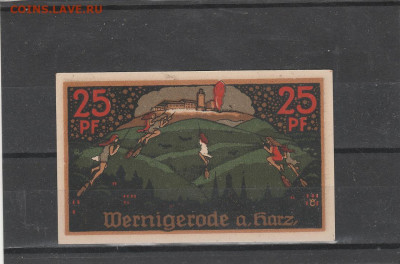 COINS.LAVE.RU
25 25
PF PF
Wernigerode a. Harz.